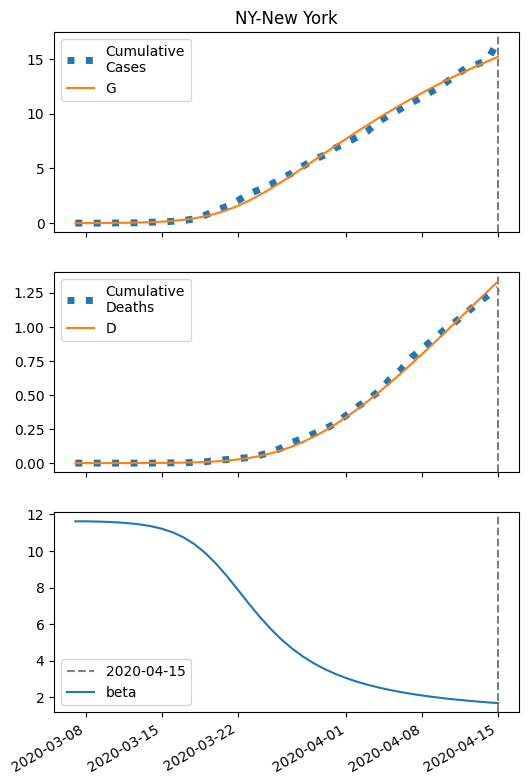 NY-New York
15
10
5
0
Cumulative
Cases
G
1.25
1.00
0.75
0.50
0.25
0.00
Cumulative
Deaths
D
12
10
8
6
4
2
2020-04-15
beta
2020-03-08
2020-03-15
2020-03-22
2020-04-01
2020-04-08
2020-04-15